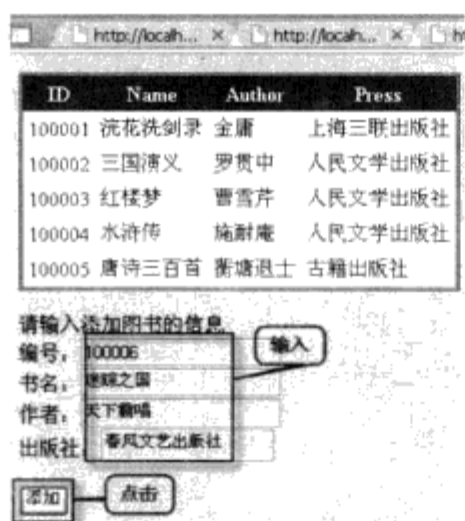 http://localh... × http://localh... × h
ID Name Author Press
100001 浣花洗剑录 金庸 上海三联出版社
100002 三国演义 罗贯中 人民文学出版社
100003 红楼梦 曹雪芹 人民文学出版社
100004 水浒传 施耐庵 人民文学出版社
100005 唐诗三百首 蘅塘退士 古籍出版社
请输入添加图书的信息
编号： 100006
输入
书名： 迷踪之国
作者： 天下霸唱
出版社 春风文艺出版社
添加 点击